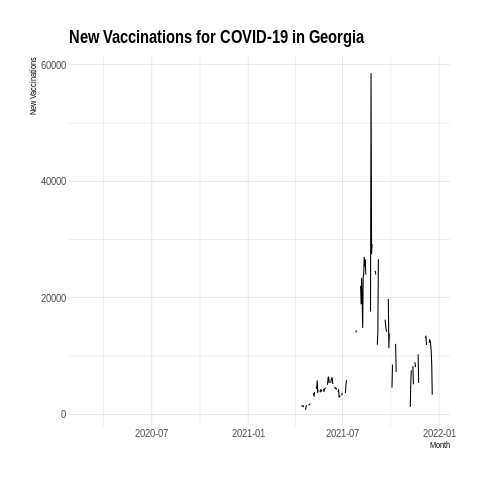 New Vaccinations for COVID-19 in Georgia
New Vaccinations
60000
40000
20000
0
2020-07
2021-01
2021-07
2022-01
Month